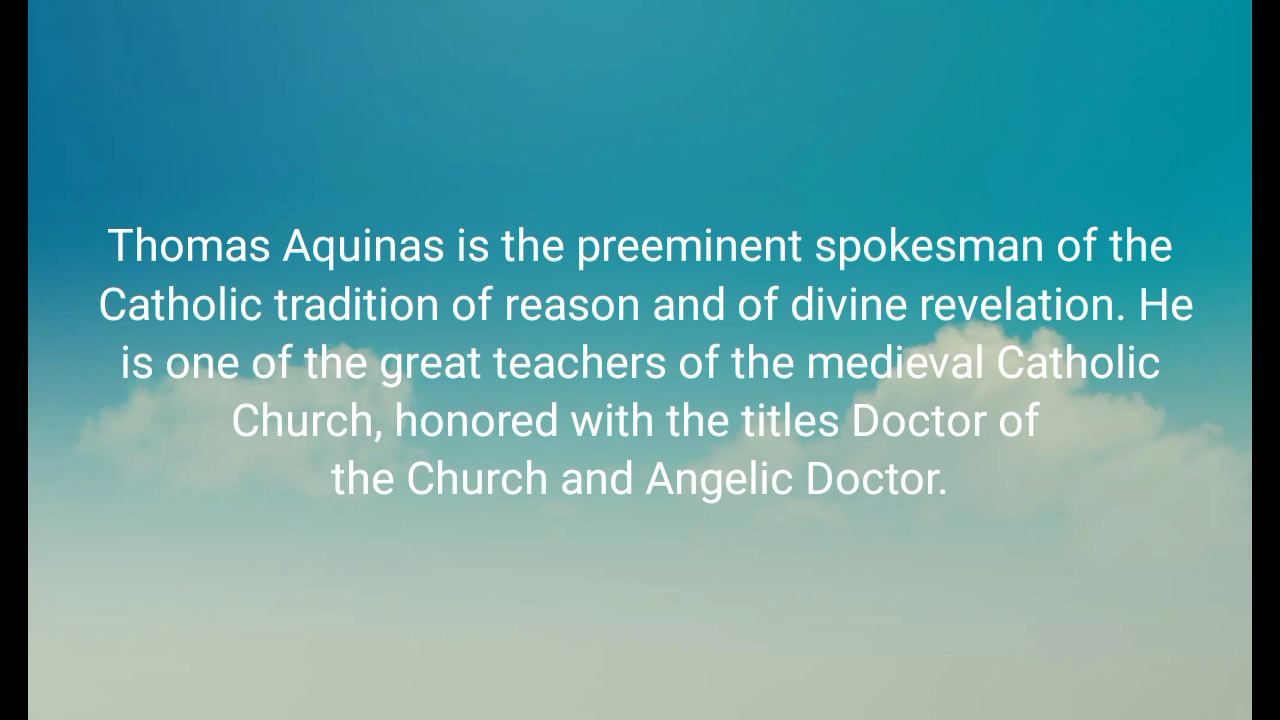 Thomas Aquinas is the preeminent spokesman of the
Catholic tradition of reason and of divine revelation. He
is one of the great teachers of the medieval Catholic
Church, honored with the titles Doctor of
the Church and Angelic Doctor.